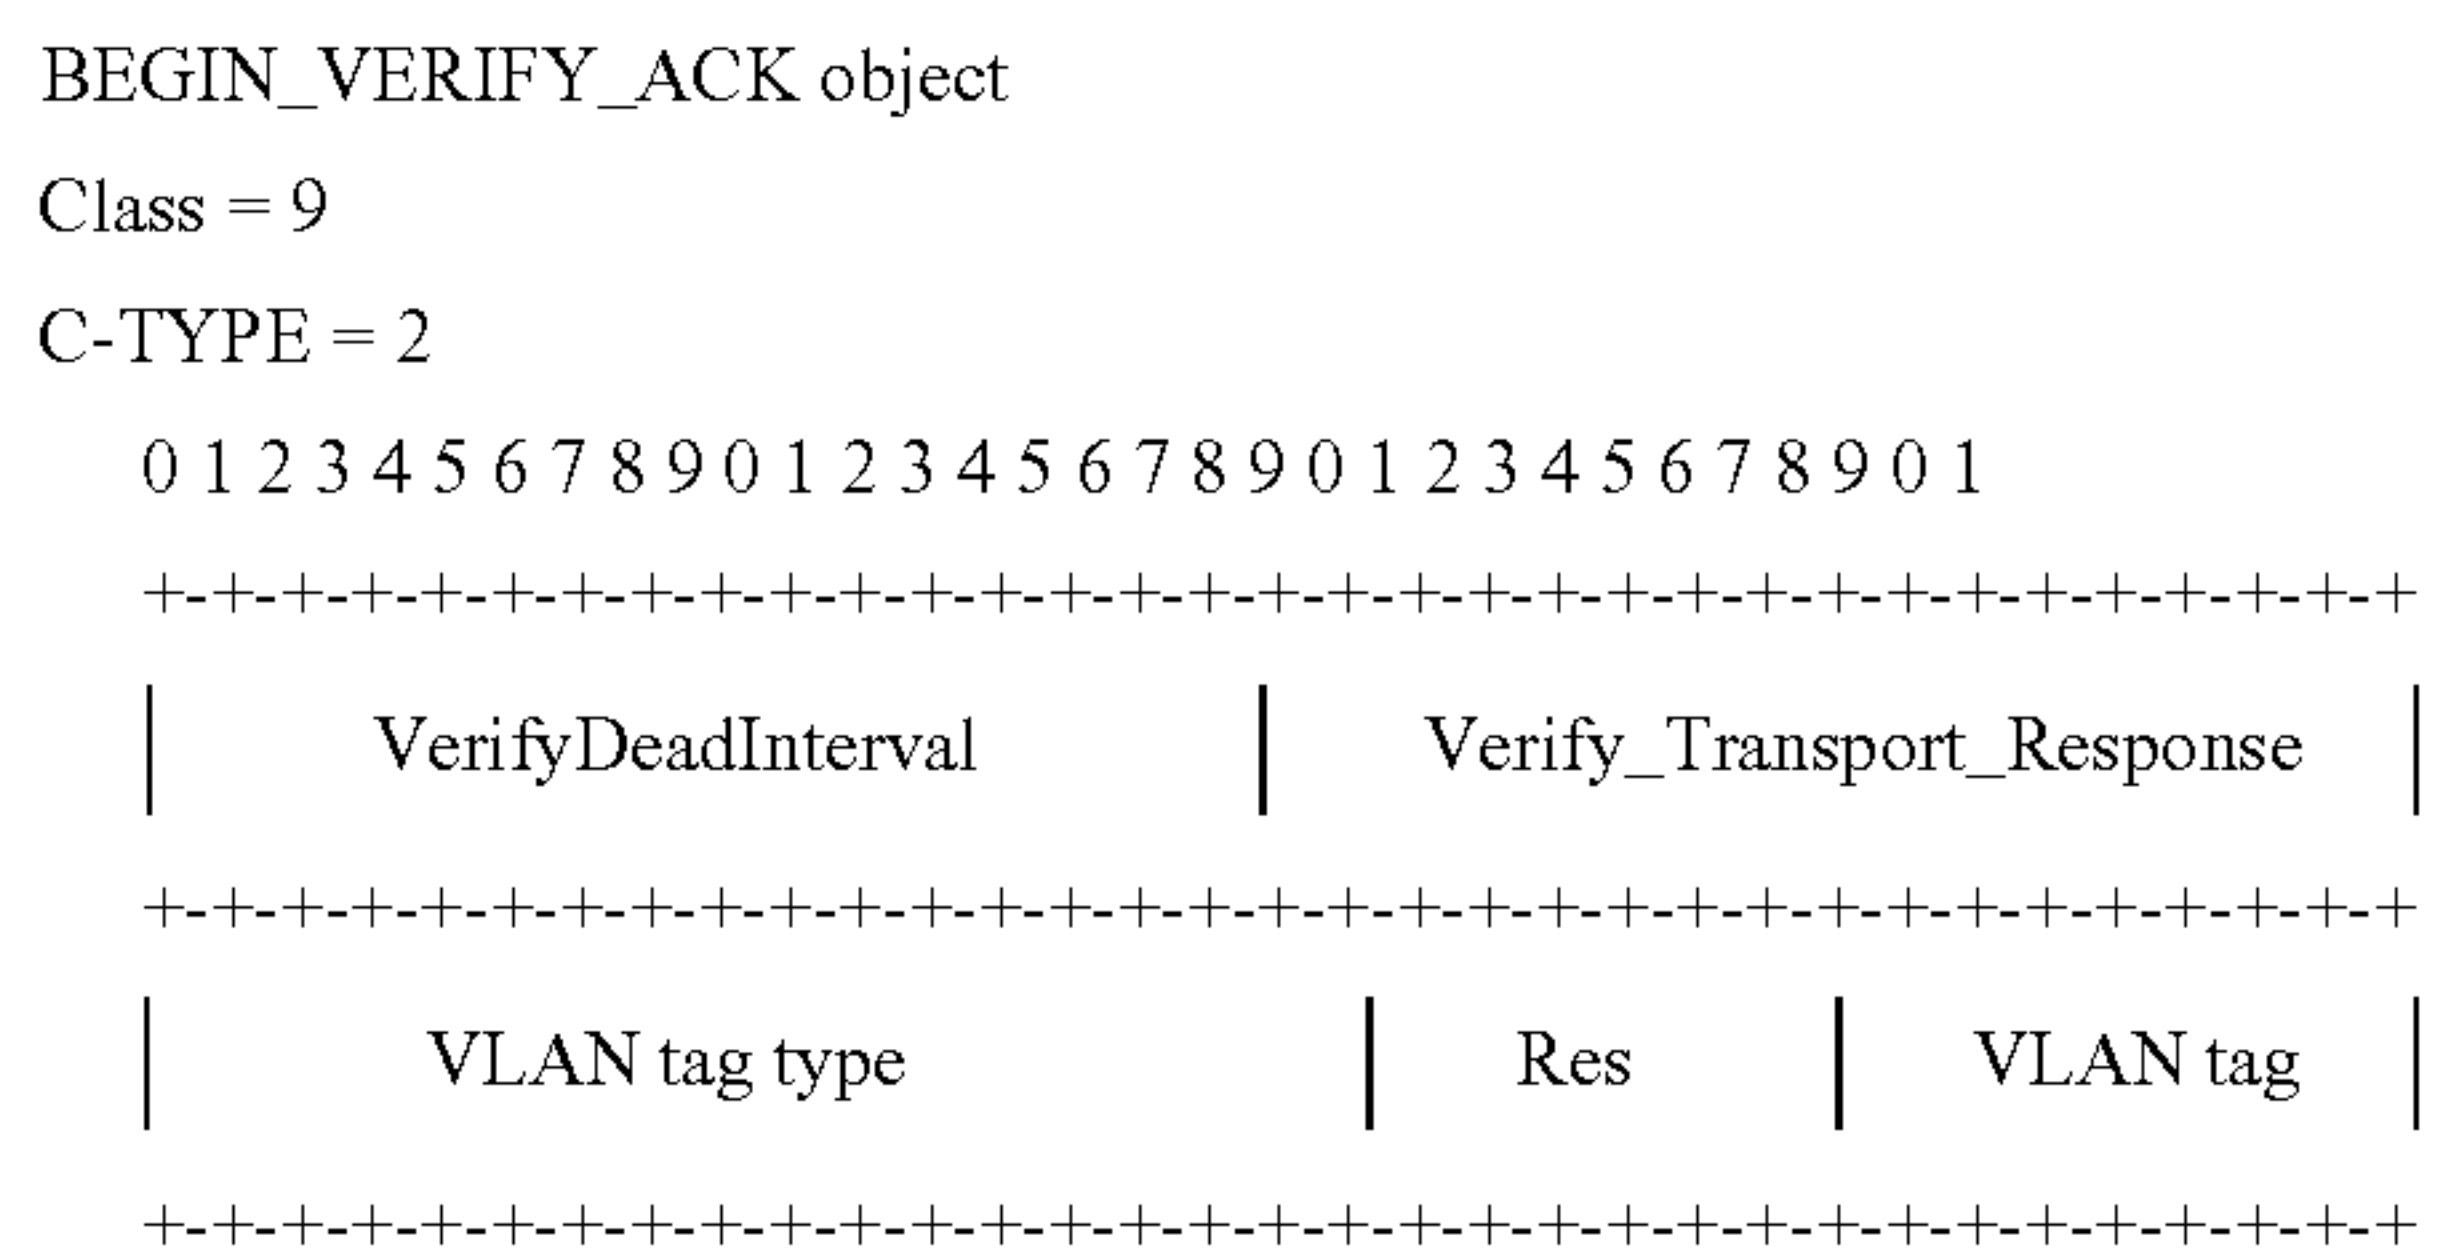 BEGIN_VERIFY_ACK object
Class = 9
C-TYPE = 2
0 1 2 3 4 5 6 7 8 9 0 1 2 3 4 5 6 7 8 9 0 1 2 3 4 5 6 7 8 9 0 1
+-+-+-+-+-+-+-+-+-+-+-+-+-+-+-+-+-+-+-+-+-+-+-+-+-+-+-+-+-+-+-+-+
| VerifyDeadInterval | Verify_Transport_Response |
+-+-+-+-+-+-+-+-+-+-+-+-+-+-+-+-+-+-+-+-+-+-+-+-+-+-+-+-+-+-+-+-+
| VLAN tag type | Res | VLAN tag |
+-+-+-+-+-+-+-+-+-+-+-+-+-+-+-+-+-+-+-+-+-+-+-+-+-+-+-+-+-+-+-+-+